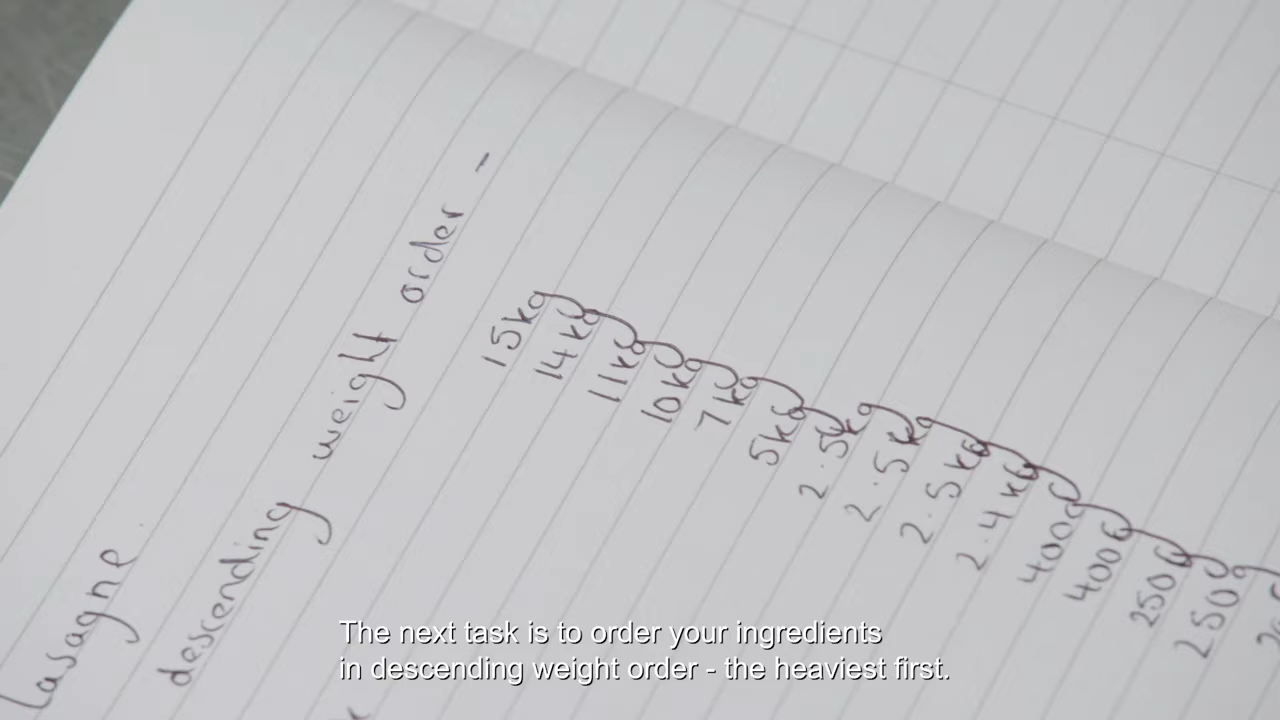 Lasagne
descending weight order -
15kg
14kg
11kg
10kg
7kg
5kg
2.5kg
2.5kg
2.5kg
2.4kg
400g
400g
250g
250g
The next task is to order your ingredients
in descending weight order - the heaviest first.